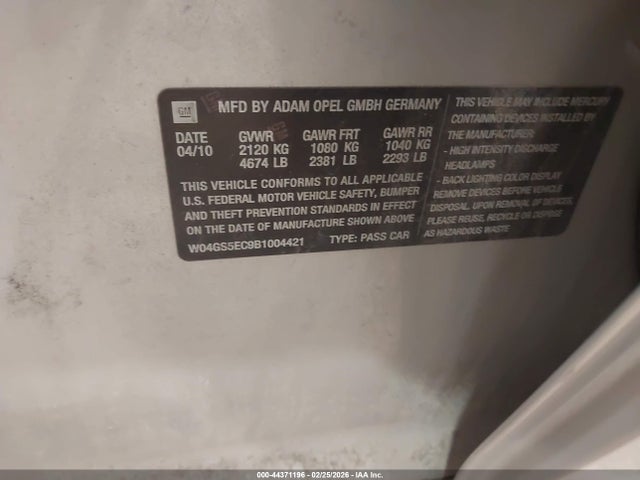 GM
MFD BY ADAM OPEL GMBH GERMANY
DATE GVWR GAWR FRT GAWR RR
04/10 2120 KG 1080 KG 1040 KG
4674 LB 2381 LB 2293 LB
THIS VEHICLE CONFORMS TO ALL APPLICABLE
U.S. FEDERAL MOTOR VEHICLE SAFETY, BUMPER
AND THEFT PREVENTION STANDARDS IN EFFECT
ON THE DATE OF MANUFACTURE SHOWN ABOVE
W04GS5EC9B1004421 TYPE: PASS CAR
THIS VEHICLE MAY INCLUDE MERCURY
CONTAINING DEVICES INSTALLED BY
THE MANUFACTURER:
- HIGH INTENSITY DISCHARGE
HEADLAMPS
- BACK LIGHTING COLOR DISPLAY
REMOVE DEVICES BEFORE VEHICLE
DISPOSAL. UPON REMOVAL OF DEVICES,
PLEASE REUSE, RECYCLE OR DISPOSE
AS HAZARDOUS WASTE
000-44371196 - 02/25/2026 - IAA Inc.